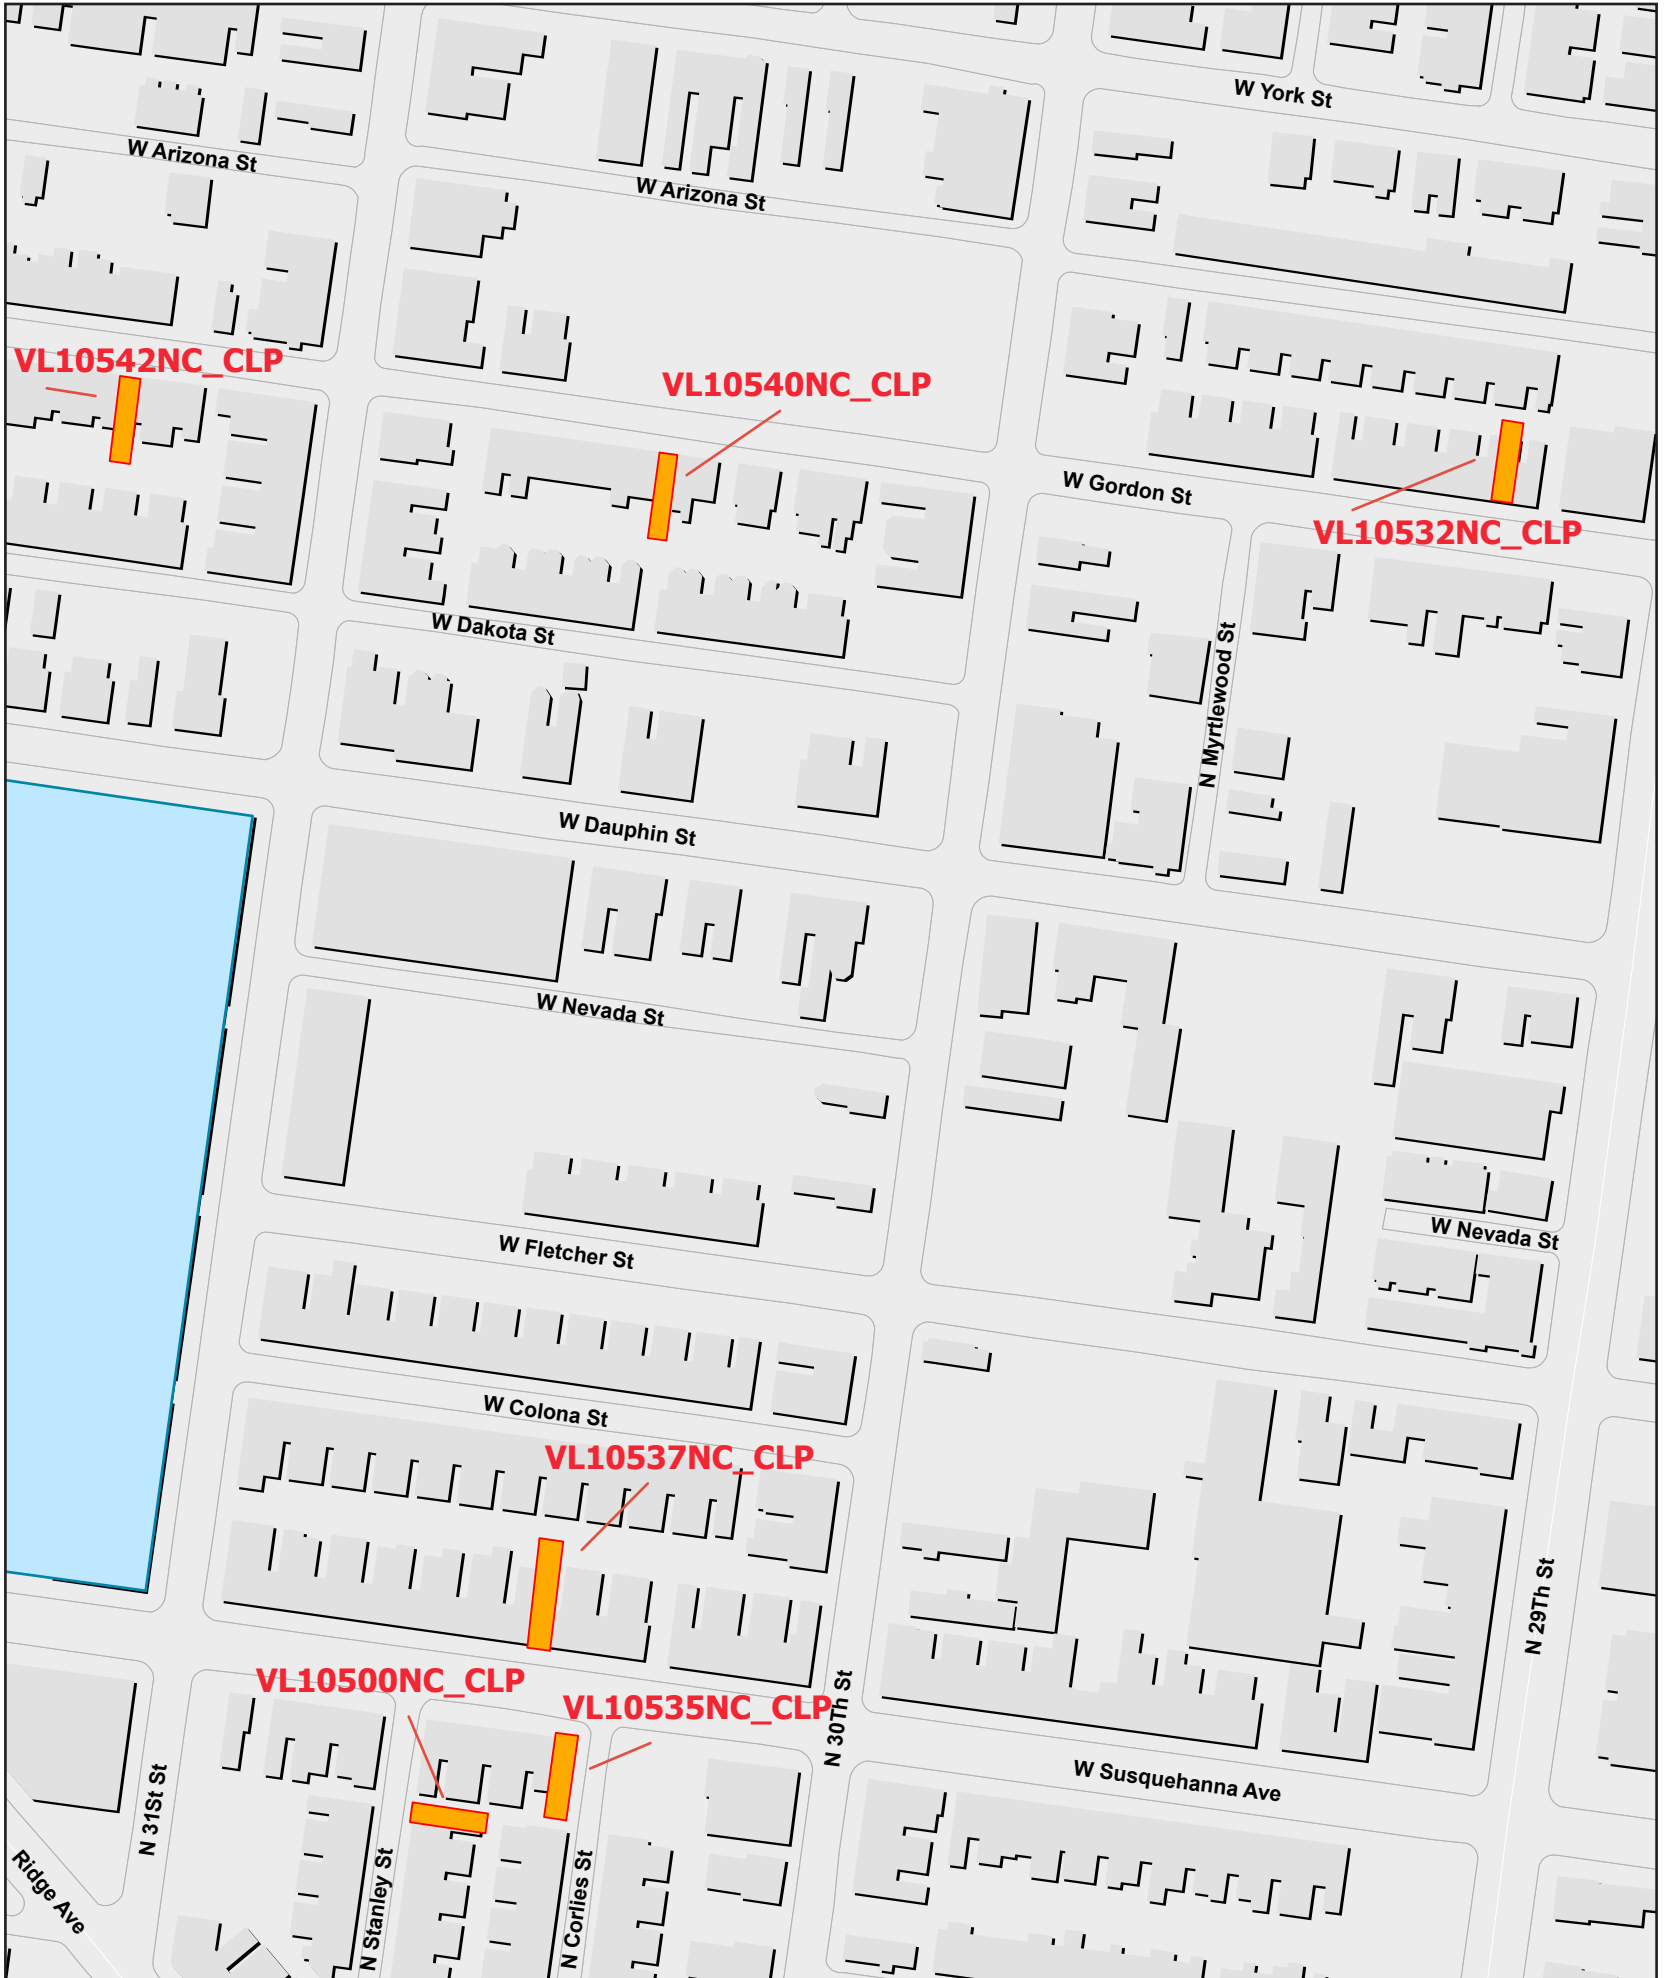 W York St
W Arizona St
W Arizona St
VL10542NC_CLP
VL10540NC_CLP
W Gordon St
VL10532NC_CLP
W Dakota St
N Myrtlewood St
W Dauphin St
W Nevada St
W Nevada St
W Fletcher St
W Colona St
VL10537NC_CLP
N 29Th St
VL10500NC_CLP
VL10535NC_CLP
N 30Th St
W Susquehanna Ave
N 31St St
Ridge Ave
N Stanley St
N Corlies St